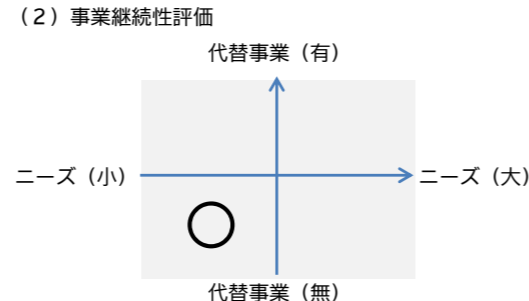 （２）事業継続性評価
代替事業（有）
ニーズ（小）
ニーズ（大）
代替事業（無）